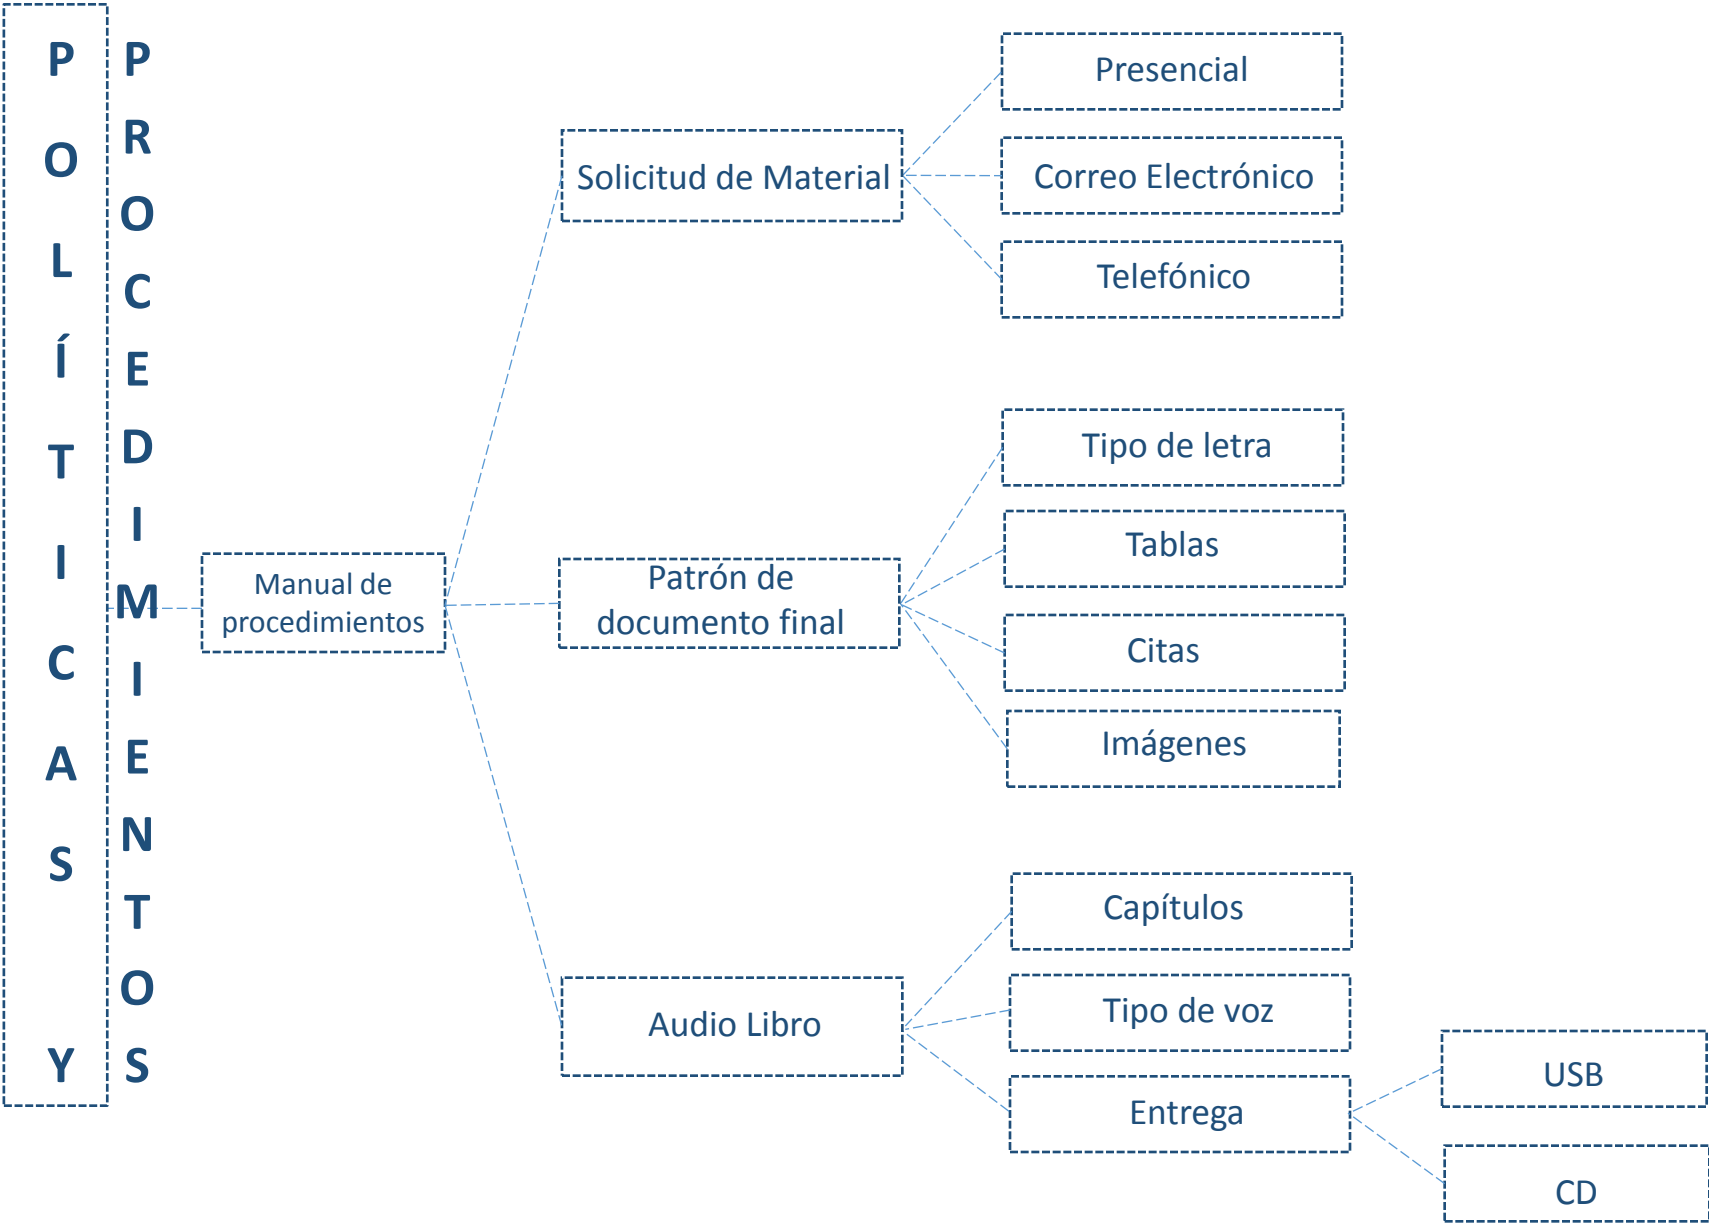 POLÍTICAS Y
PROCEDIMIENTOS
Manual de
procedimientos
Solicitud de Material
Presencial
Correo Electrónico
Telefónico
Patrón de
documento final
Tipo de letra
Tablas
Citas
Imágenes
Audio Libro
Capítulos
Tipo de voz
Entrega
USB
CD